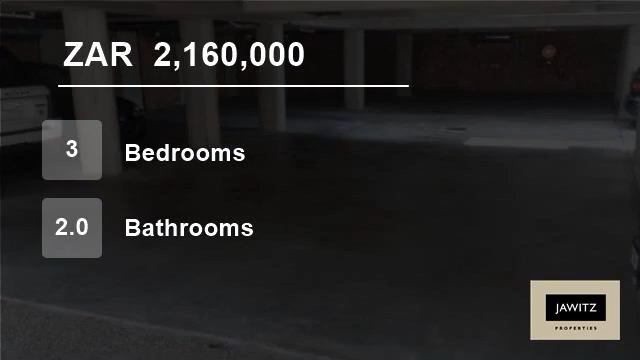 ZAR 2,160,000
3
Bedrooms
2.0
Bathrooms
JAWITZ
PROPERTIES